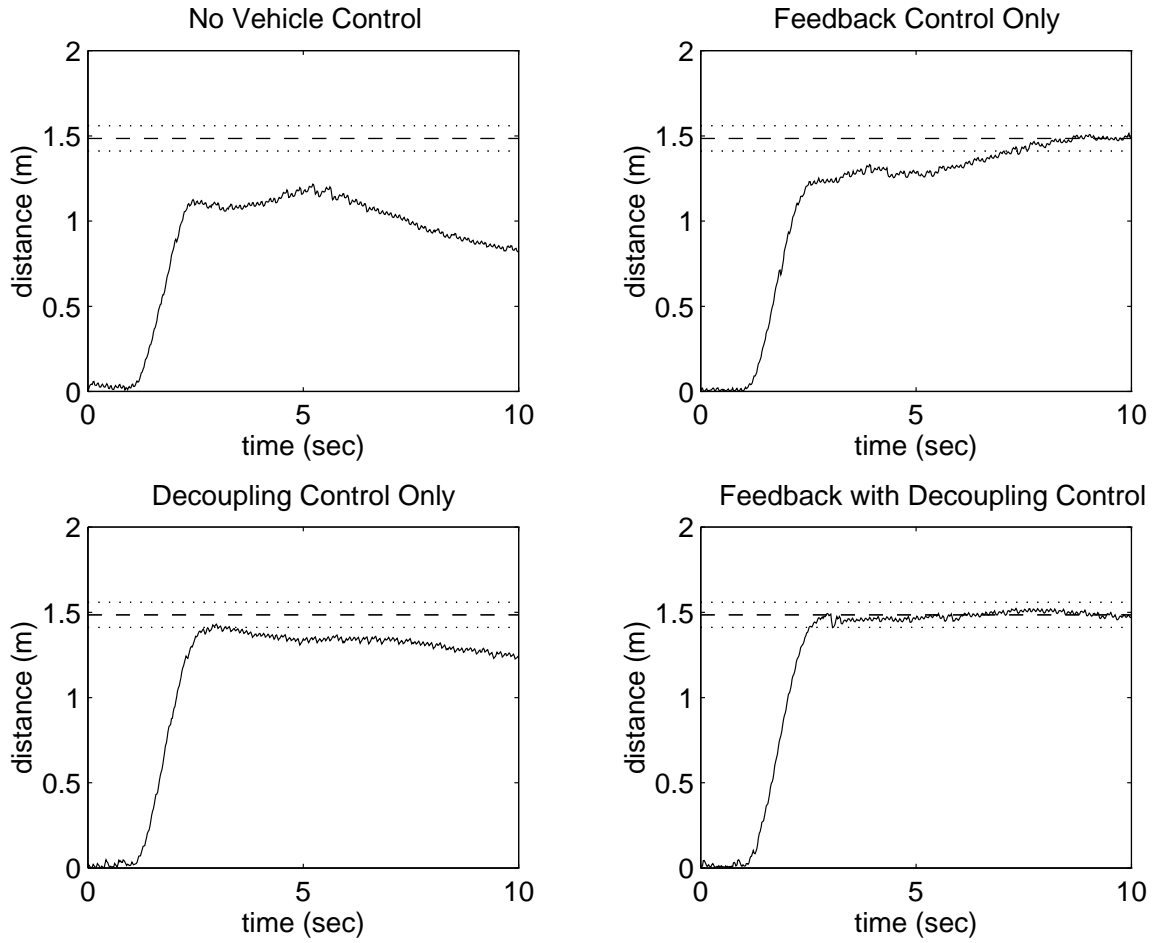 No Vehicle Control
2
1.5
1
0.5
0
0
5
10
distance (m)
time (sec)
Feedback Control Only
2
1.5
1
0.5
0
0
5
10
distance (m)
time (sec)
Decoupling Control Only
2
1.5
1
0.5
0
0
5
10
distance (m)
time (sec)
Feedback with Decoupling Control
2
1.5
1
0.5
0
0
5
10
distance (m)
time (sec)